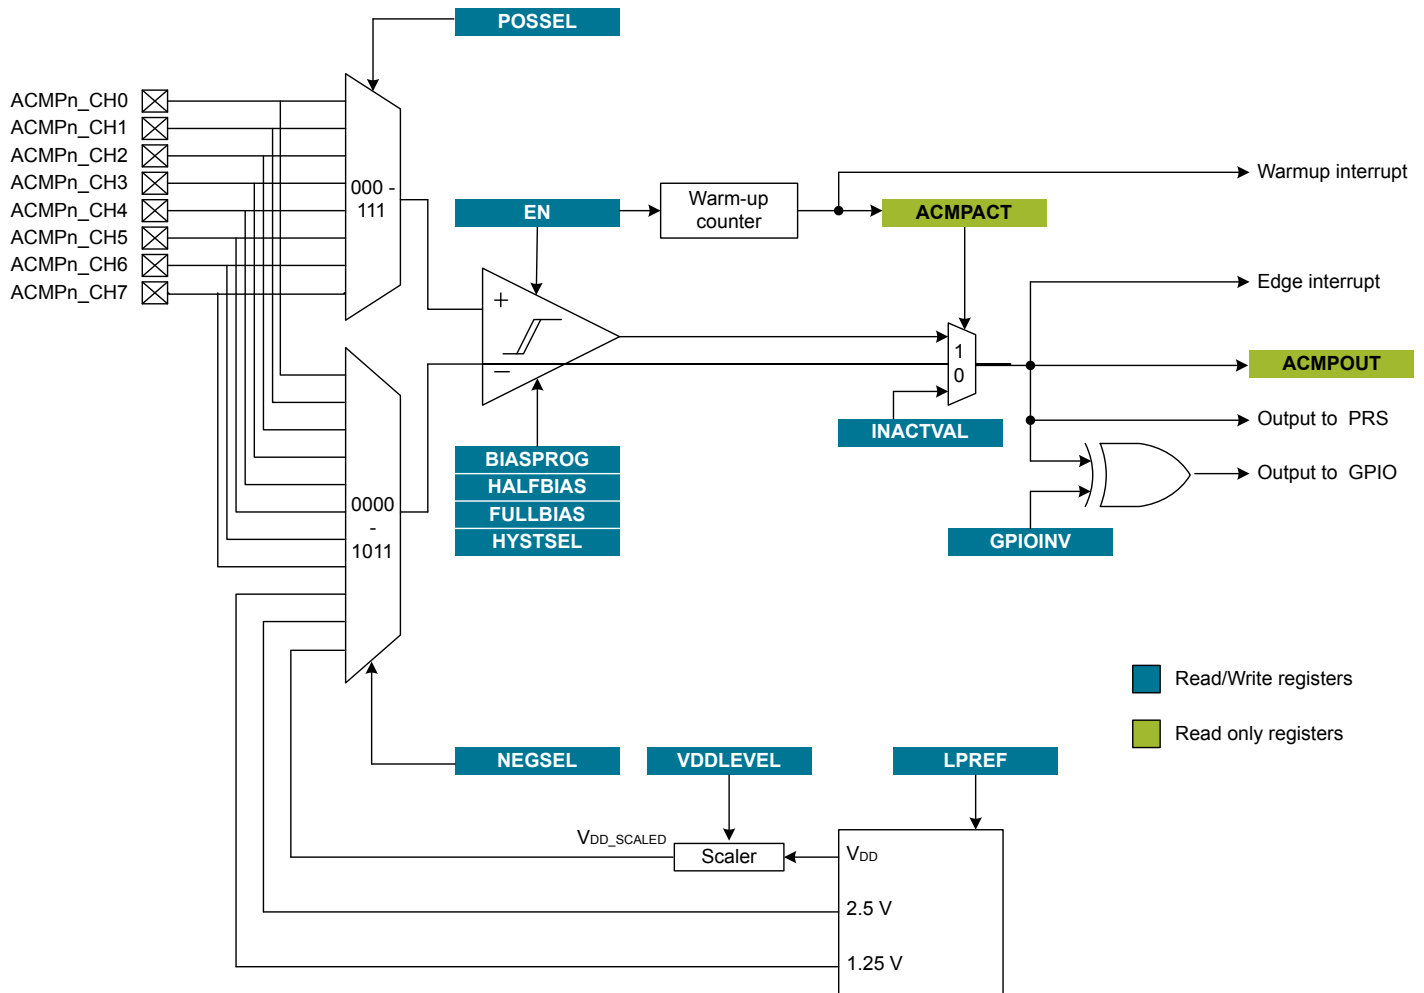 POSSEL
ACMPn_CH0
ACMPn_CH1
ACMPn_CH2
ACMPn_CH3
ACMPn_CH4
ACMPn_CH5
ACMPn_CH6
ACMPn_CH7
000 -
111
EN
Warm-up
counter
ACMPACT
Warmup interrupt
Edge interrupt
+
−
1
0
ACMPOUT
INACTVAL
Output to PRS
Output to GPIO
BIASPROG
HALFBIAS
FULLBIAS
HYSTSEL
GPIOINV
0000
-
1011
Read/Write registers
Read only registers
NEGSEL
VDDLEVEL
LPREF
VDD_SCALED
Scaler
VDD
2.5 V
1.25 V